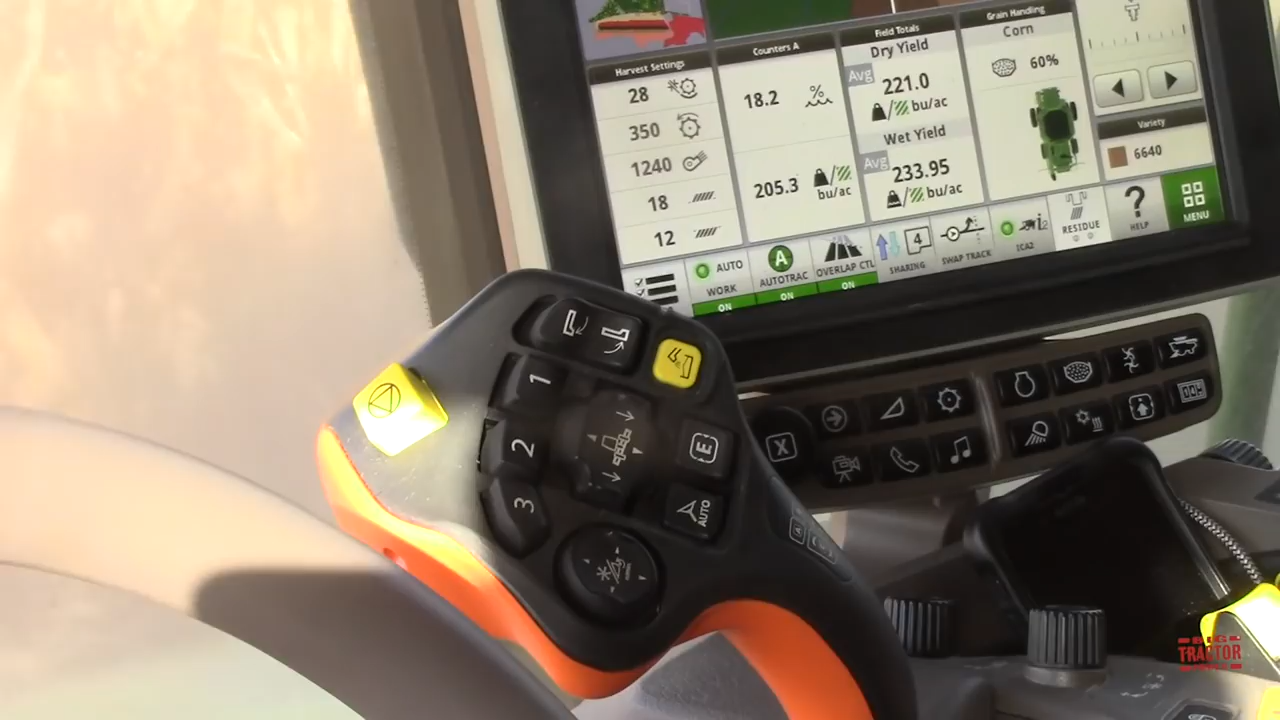 Harvest Settings
28
350
1240
18
12
Counters A
18.2 %
205.3 bu/ac
Field Totals
Dry Yield
Avg 221.0
bu/ac
Wet Yield
Avg 233.95
bu/ac
Grain Handling
Corn
60%
Variety
6640
AUTO
WORK
ON
A
AUTOTRAC
ON
OVERLAP CTL
ON
4
SHARING
SWAP TRACK
ICA2
RESIDUE
?
HELP
MENU
1
2
3
E
AUTO
X
BIG
TRACTOR
POWER